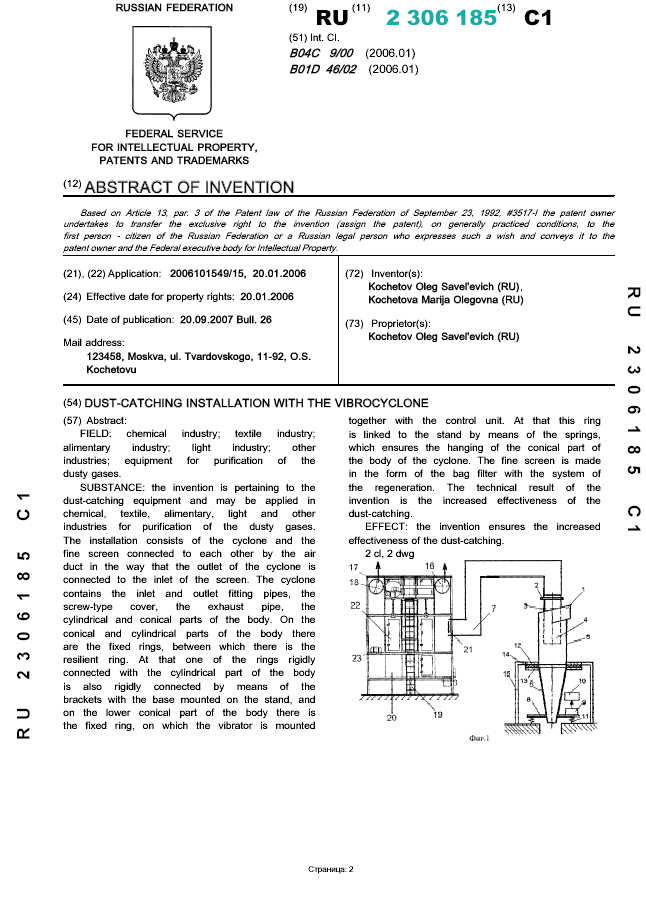 RUSSIAN FEDERATION
FEDERAL SERVICE
FOR INTELLECTUAL PROPERTY,
PATENTS AND TRADEMARKS
(19) RU (11) 2 306 185 (13) C1
(51) Int. Cl.
B04C 9/00 (2006.01)
B01D 46/02 (2006.01)
(12) ABSTRACT OF INVENTION
Based on Article 13, par. 3 of the Patent law of the Russian Federation of September 23, 1992, #3517-I the patent owner
undertakes to transfer the exclusive right to the invention (assign the patent), on generally practiced conditions, to the
first person - citizen of the Russian Federation or a Russian legal person who expresses such a wish and conveys it to the
patent owner and the Federal executive body for Intellectual Property.
(21), (22) Application: 2006101549/15, 20.01.2006
(24) Effective date for property rights: 20.01.2006
(45) Date of publication: 20.09.2007 Bull. 26
Mail address:
123458, Moskva, ul. Tvardovskogo, 11-92, O.S.
Kochetovu
(72) Inventor(s):
Kochetov Oleg Savel'evich (RU),
Kochetova Marija Olegovna (RU)
(73) Proprietor(s):
Kochetov Oleg Savel'evich (RU)
(54) DUST-CATCHING INSTALLATION WITH THE VIBROCYCLONE
(57) Abstract:
FIELD: chemical industry; textile industry;
alimentary industry; light industry; other
industries; equipment for purification of the
dusty gases.
SUBSTANCE: the invention is pertaining to the
dust-catching equipment and may be applied in
chemical, textile, alimentary, light and other
industries for purification of the dusty gases.
The installation consists of the cyclone and the
fine screen connected to each other by the air
duct in the way that the outlet of the cyclone is
connected to the inlet of the screen. The cyclone
contains the inlet and outlet fitting pipes, the
screw-type cover, the exhaust pipe, the
cylindrical and conical parts of the body. On the
conical and cylindrical parts of the body there
are the fixed rings, between which there is the
resilient ring. At that one of the rings rigidly
connected with the cylindrical part of the body
is also rigidly connected by means of the
brackets with the base mounted on the stand, and
on the lower conical part of the body there is
the fixed ring, on which the vibrator is mounted
together with the control unit. At that this ring
is linked to the stand by means of the springs,
which ensures the hanging of the conical part of
the body of the cyclone. The fine screen is made
in the form of the bag filter with the system of
the regeneration. The technical result of the
invention is the increased effectiveness of the
dust-catching.
EFFECT: the invention ensures the increased
effectiveness of the dust-catching.
2 cl, 2 dwg
17
16
18
22
23
20
19
21
7
2
1
3
4
5
12
14
13
15
6
8
10
9
11
Фиг.1
RU 2306185 C1
RU 2306185 C1
Страница: 2